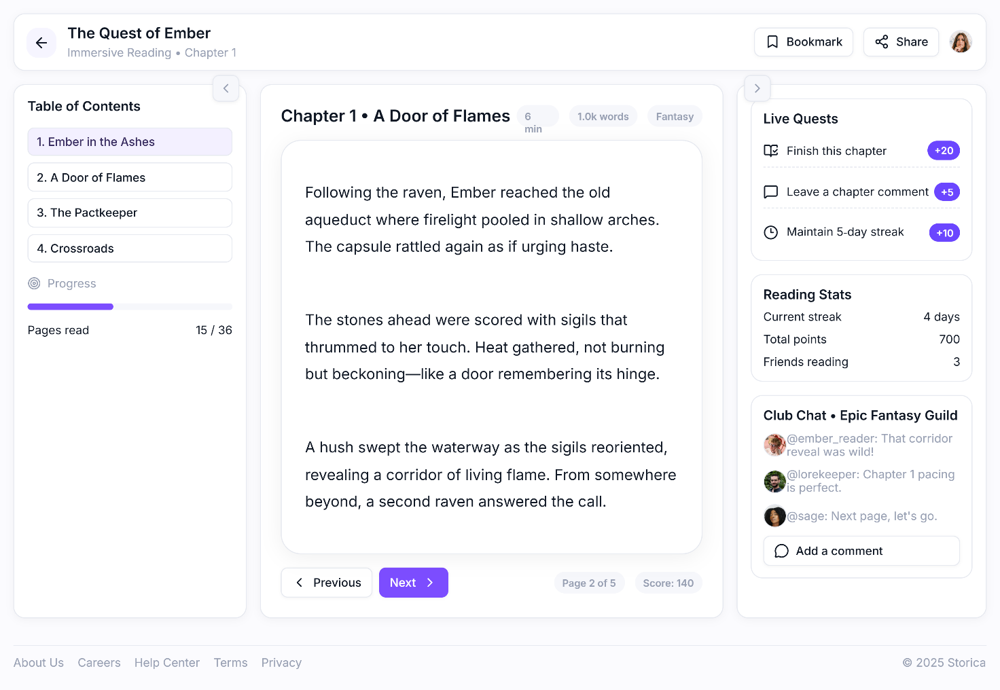 The Quest of Ember
Immersive Reading • Chapter 1
Bookmark
Share
Table of Contents
1. Ember in the Ashes
2. A Door of Flames
3. The Pactkeeper
4. Crossroads
Progress
Pages read
15 / 36
Chapter 1 • A Door of Flames
6
min
1.0k words
Fantasy
Following the raven, Ember reached the old
aqueduct where firelight pooled in shallow arches.
The capsule rattled again as if urging haste.
The stones ahead were scored with sigils that
thrummed to her touch. Heat gathered, not burning
but beckoning—like a door remembering its hinge.
A hush swept the waterway as the sigils reoriented,
revealing a corridor of living flame. From somewhere
beyond, a second raven answered the call.
Previous
Next
Page 2 of 5
Score: 140
Live Quests
Finish this chapter
+20
Leave a chapter comment
+5
Maintain 5-day streak
+10
Reading Stats
Current streak
4 days
Total points
700
Friends reading
3
Club Chat • Epic Fantasy Guild
@ember_reader: That corridor
reveal was wild!
@lorekeeper: Chapter 1 pacing
is perfect.
@sage: Next page, let's go.
Add a comment
About Us
Careers
Help Center
Terms
Privacy
© 2025 Storica